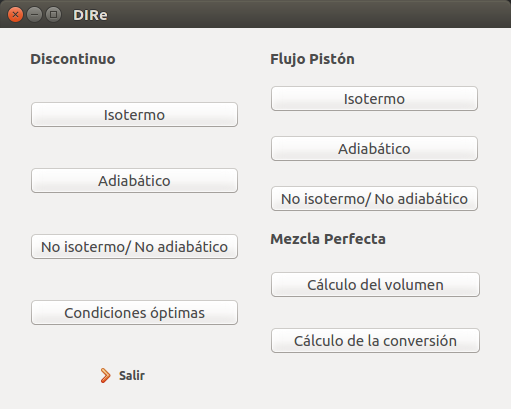 DIRe
Discontinuo
Isotermo
Adiabático
No isotermo/ No adiabático
Condiciones óptimas
Salir
Flujo Pistón
Isotermo
Adiabático
No isotermo/ No adiabático
Mezcla Perfecta
Cálculo del volumen
Cálculo de la conversión